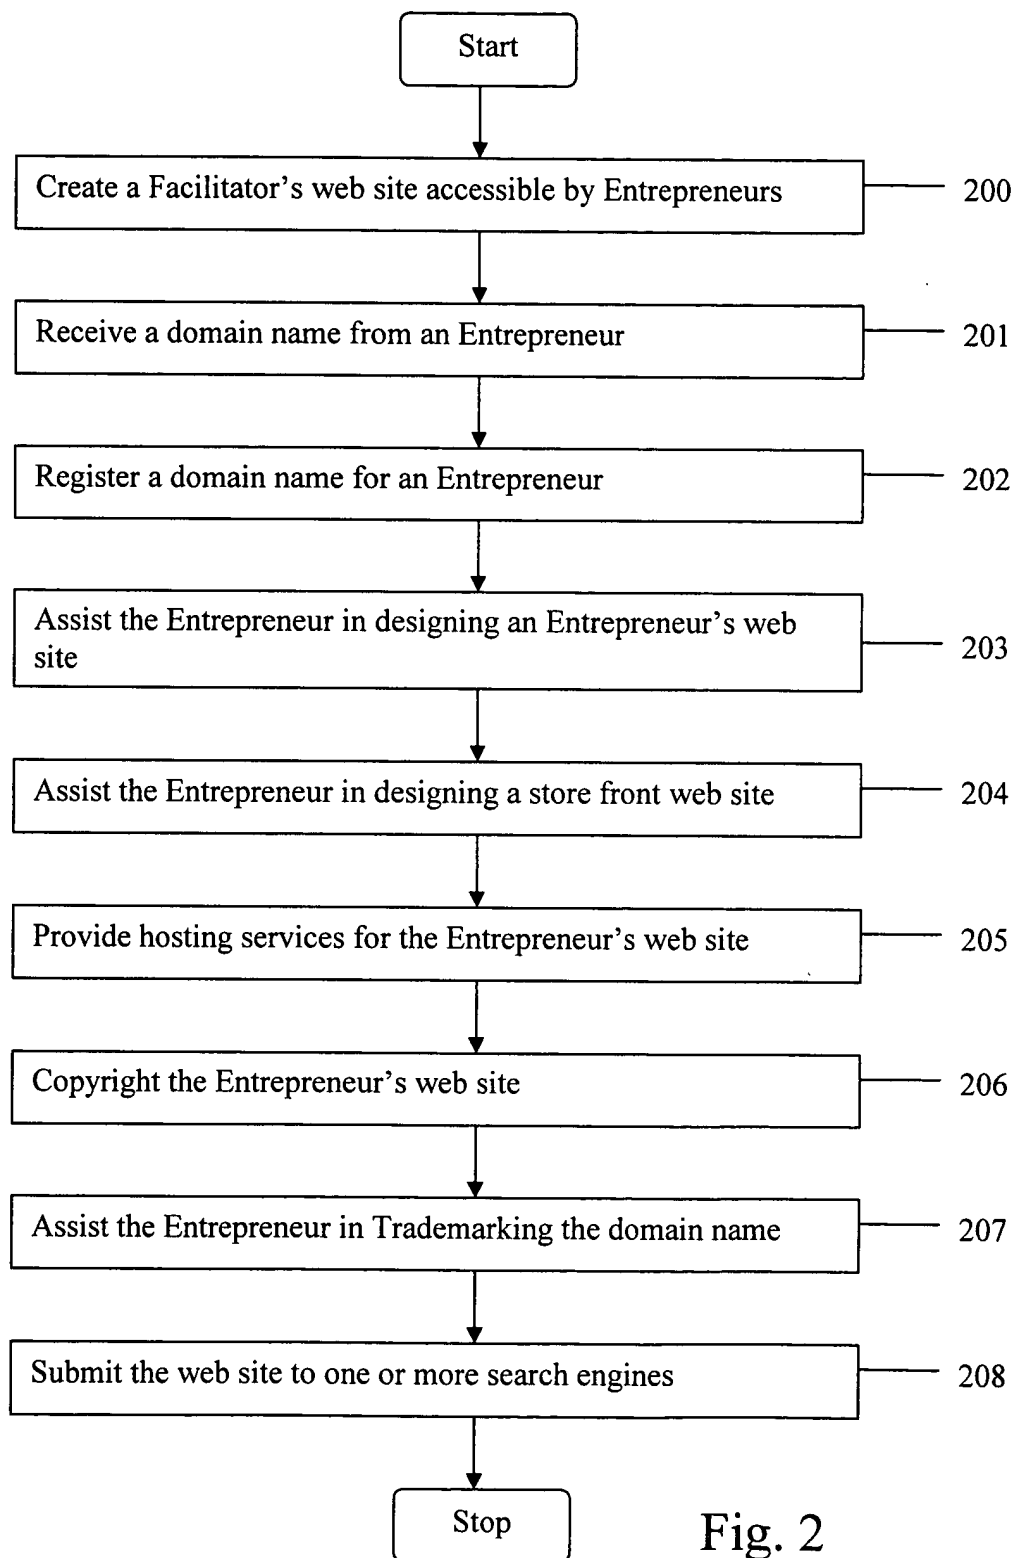 Start
Create a Facilitator's web site accessible by Entrepreneurs
200
Receive a domain name from an Entrepreneur
201
Register a domain name for an Entrepreneur
202
Assist the Entrepreneur in designing an Entrepreneur's web
site
203
Assist the Entrepreneur in designing a store front web site
204
Provide hosting services for the Entrepreneur's web site
205
Copyright the Entrepreneur's web site
206
Assist the Entrepreneur in Trademarking the domain name
207
Submit the web site to one or more search engines
208
Stop
Fig. 2